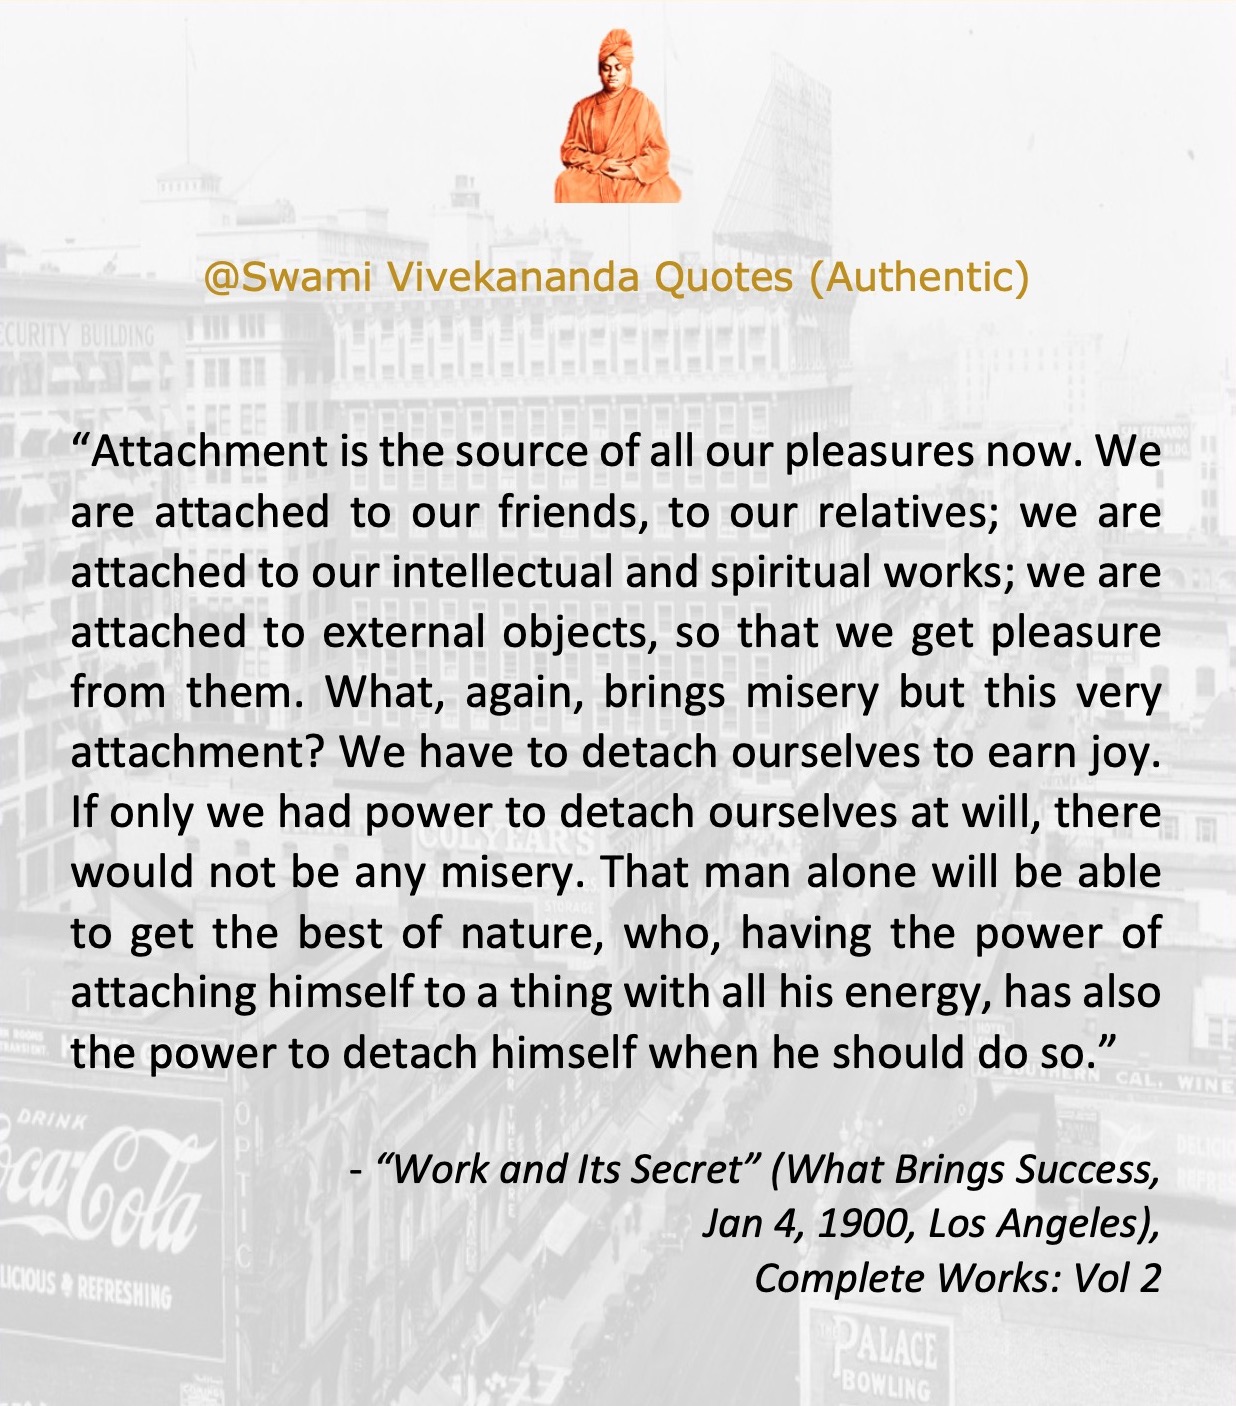 @Swami Vivekananda Quotes (Authentic)
CURITY BUILDING
“Attachment is the source of all our pleasures now. We
are attached to our friends, to our relatives; we are
attached to our intellectual and spiritual works; we are
attached to external objects, so that we get pleasure
from them. What, again, brings misery but this very
attachment? We have to detach ourselves to earn joy.
If only we had power to detach ourselves at will, there
would not be any misery. That man alone will be able
to get the best of nature, who, having the power of
attaching himself to a thing with all his energy, has also
the power to detach himself when he should do so.”
- “Work and Its Secret” (What Brings Success,
Jan 4, 1900, Los Angeles),
Complete Works: Vol 2
COLYEAR'S
STORAGE
HOTEL
CAL. WINE
DRINK
Coca-Cola
LICIOUS & REFRESHING
OPTIC
PALACE
BOWLING